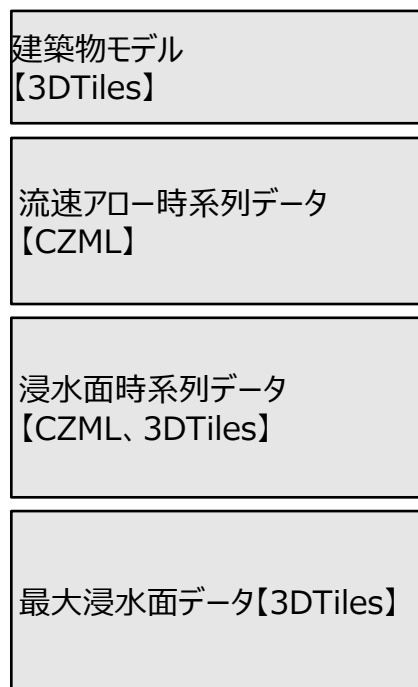 建築物モデル
【3DTiles】
流速アロー時系列データ
【CZML】
浸水面時系列データ
【CZML、3DTiles】
最大浸水面データ【3DTiles】